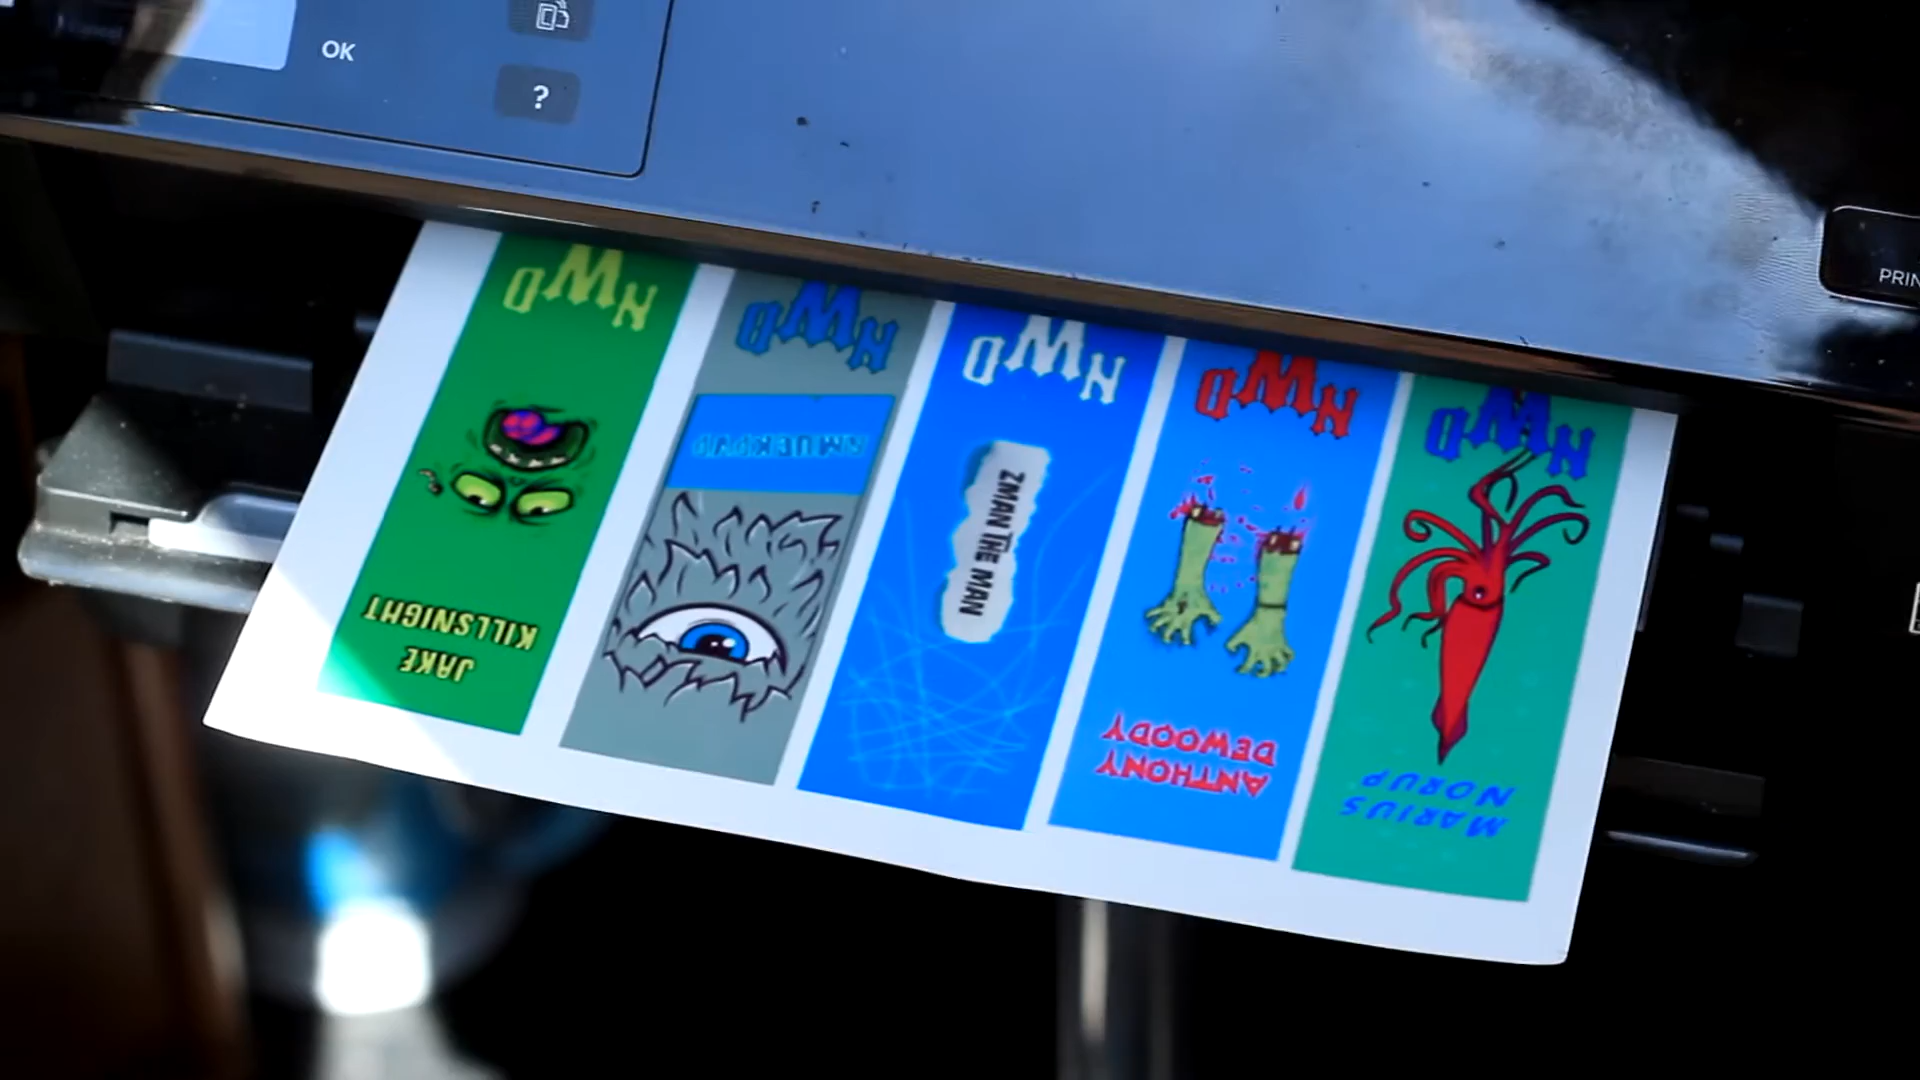 OK
?
PRIN
NWD
JAKE
KILLSNIGHT
NWD
NWD
ZMAN THE MAN
NWD
ANTHONY
DEWOODY
NWD
MARIUS
NORUP